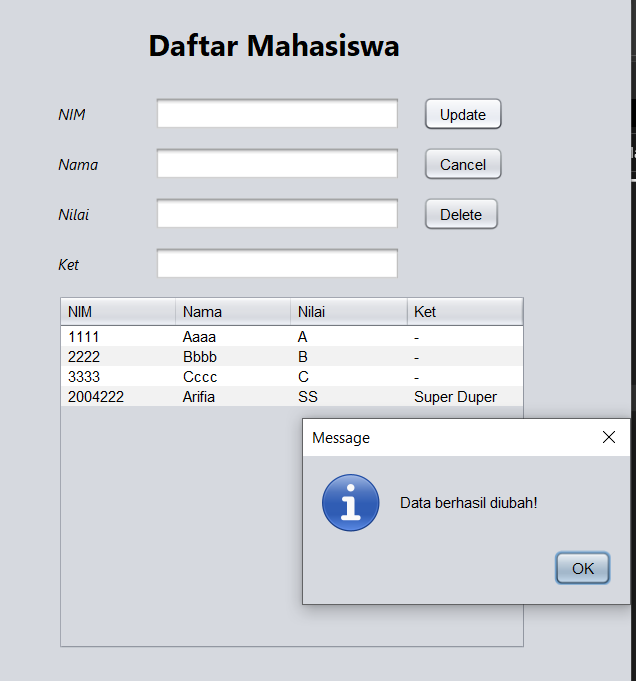 Daftar Mahasiswa
NIM Update
Nama Cancel
Nilai Delete
Ket
NIM Nama Nilai Ket
1111 Aaaa A -
2222 Bbbb B -
3333 Cccc C -
2004222 Arifia SS Super Duper
Message
Data berhasil diubah!
OK